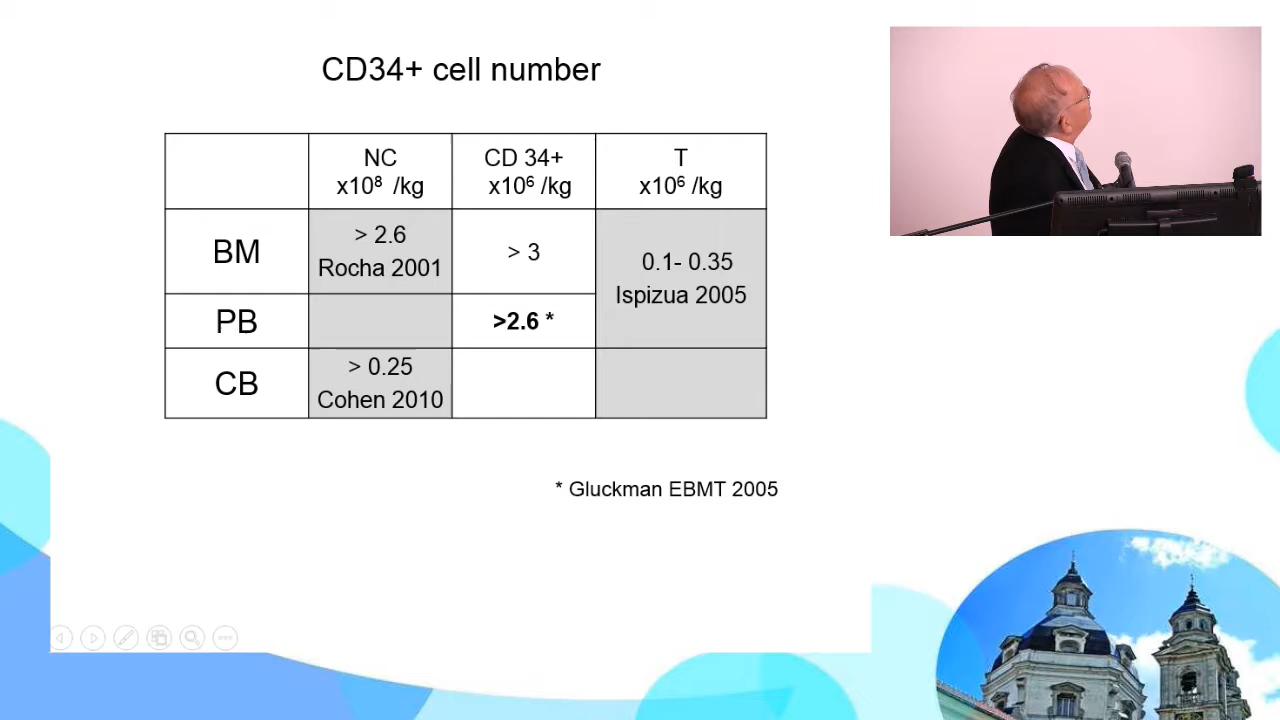 CD34+ cell number
NC
x10⁸ /kg
CD 34+
x10⁶ /kg
T
x10⁶ /kg
BM
> 2.6
Rocha 2001
> 3
0.1- 0.35
Ispizua 2005
PB
>2.6 *
CB
> 0.25
Cohen 2010
* Gluckman EBMT 2005